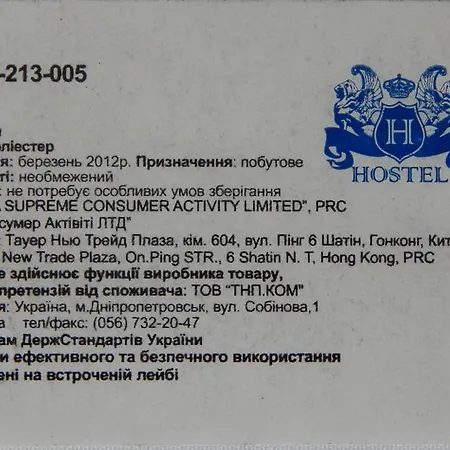 -213-005
H
HOSTEL
оліестер
я: березень 2012р. Призначення: побутове
ті: необмежений
: не потребує особливих умов зберігання
A SUPREME CONSUMER ACTIVITY LIMITED", PRC
сумер Актівіті ЛТД"
: Тауер Нью Трейд Плаза, кім. 604, вул. Пінг 6 Шатін, Гонконг, Кит
New Trade Plaza, On.Ping STR., 6 Shatin N. T, Hong Kong, PRC
е здійснює функції виробника товару,
претензій від споживача: ТОВ "ТНП.КОМ"
я: Україна, м.Дніпропетровськ, вул. Собінова,1
а тел/факс: (056) 732-20-47
ам ДержСтандартів України
и ефективного та безпечного використання
ені на встроченій лейбі